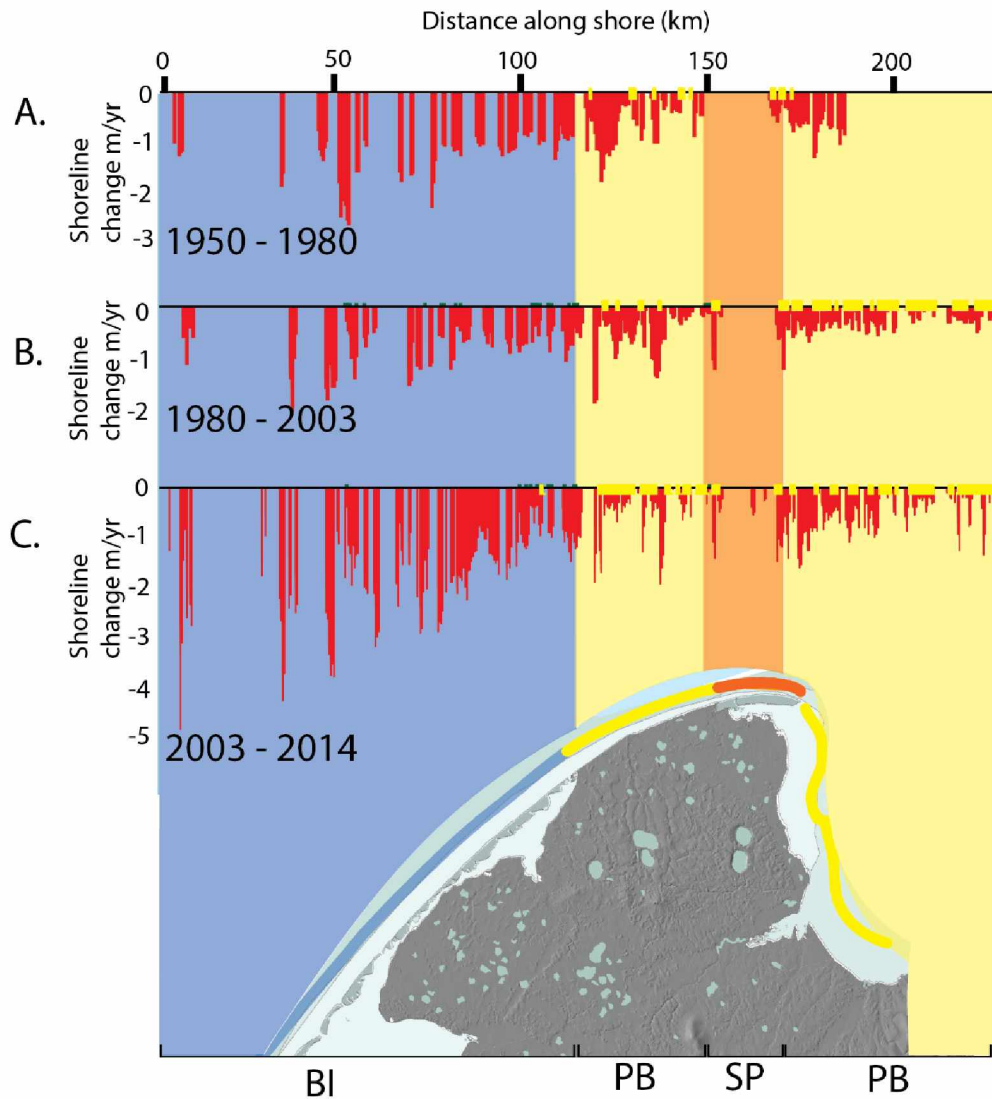 Distance along shore (km)
0 50 100 150 200
A.
Shoreline
change m/yr
0
-1
-2
-3
1950 - 1980
B.
Shoreline
change m/yr
0
-1
-2
1980 - 2003
C.
Shoreline
change m/yr
0
-1
-2
-3
-4
-5
2003 - 2014
BI PB SP PB